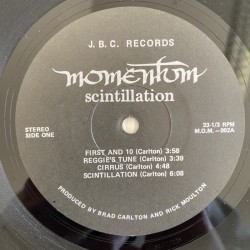 J.B.C. RECORDS
momentum
scintillation
STEREO
SIDE ONE
33-1/3 RPM
M.O.M. -002A
FIRST AND 10 (Carlton) 3:58
REGGIE'S TUNE (Carlton) 3:39
CIRRUS (Carlton) 4:08
SCINTILLATION (Carlton) 6:08
PRODUCED BY BRAD CARLTON AND RICK MOULTON